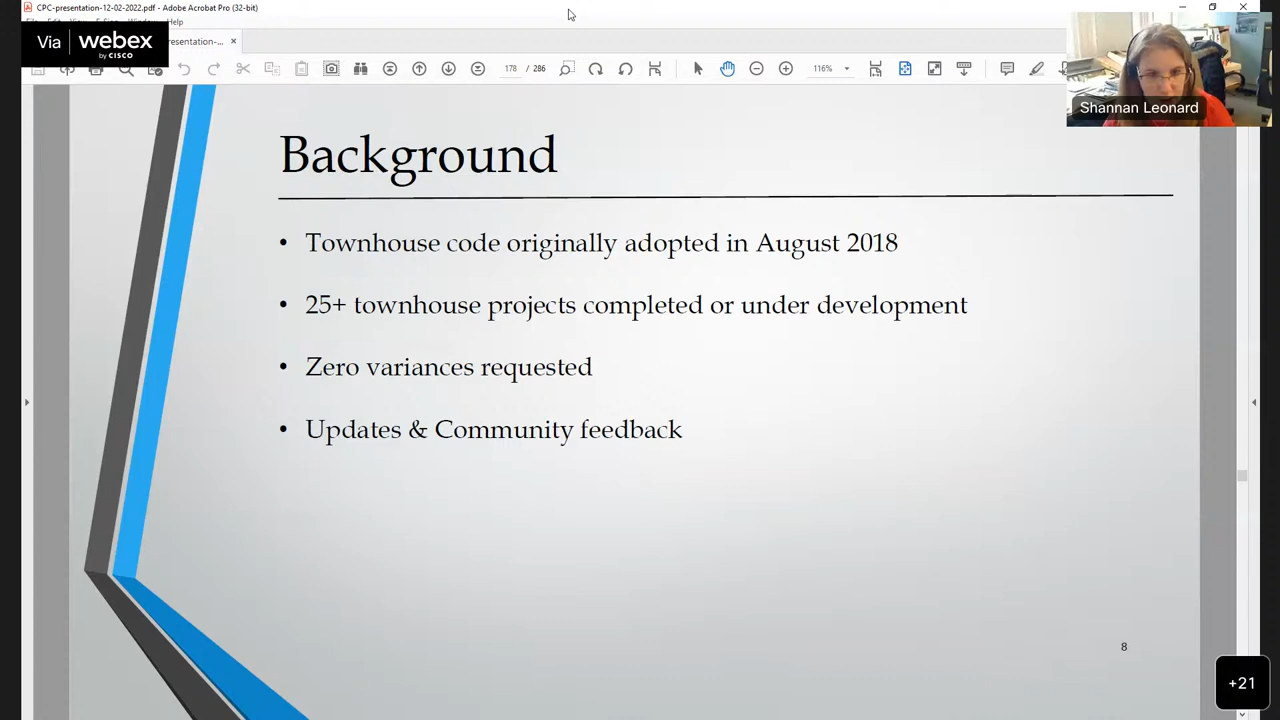 CPC-presentation-12-02-2022.pdf - Adobe Acrobat Pro (32-bit)
Help
Via webex
by CISCO
resentation-...
178 / 286
116%
Shannan Leonard
Background
• Townhouse code originally adopted in August 2018
• 25+ townhouse projects completed or under development
• Zero variances requested
• Updates & Community feedback
8
+21